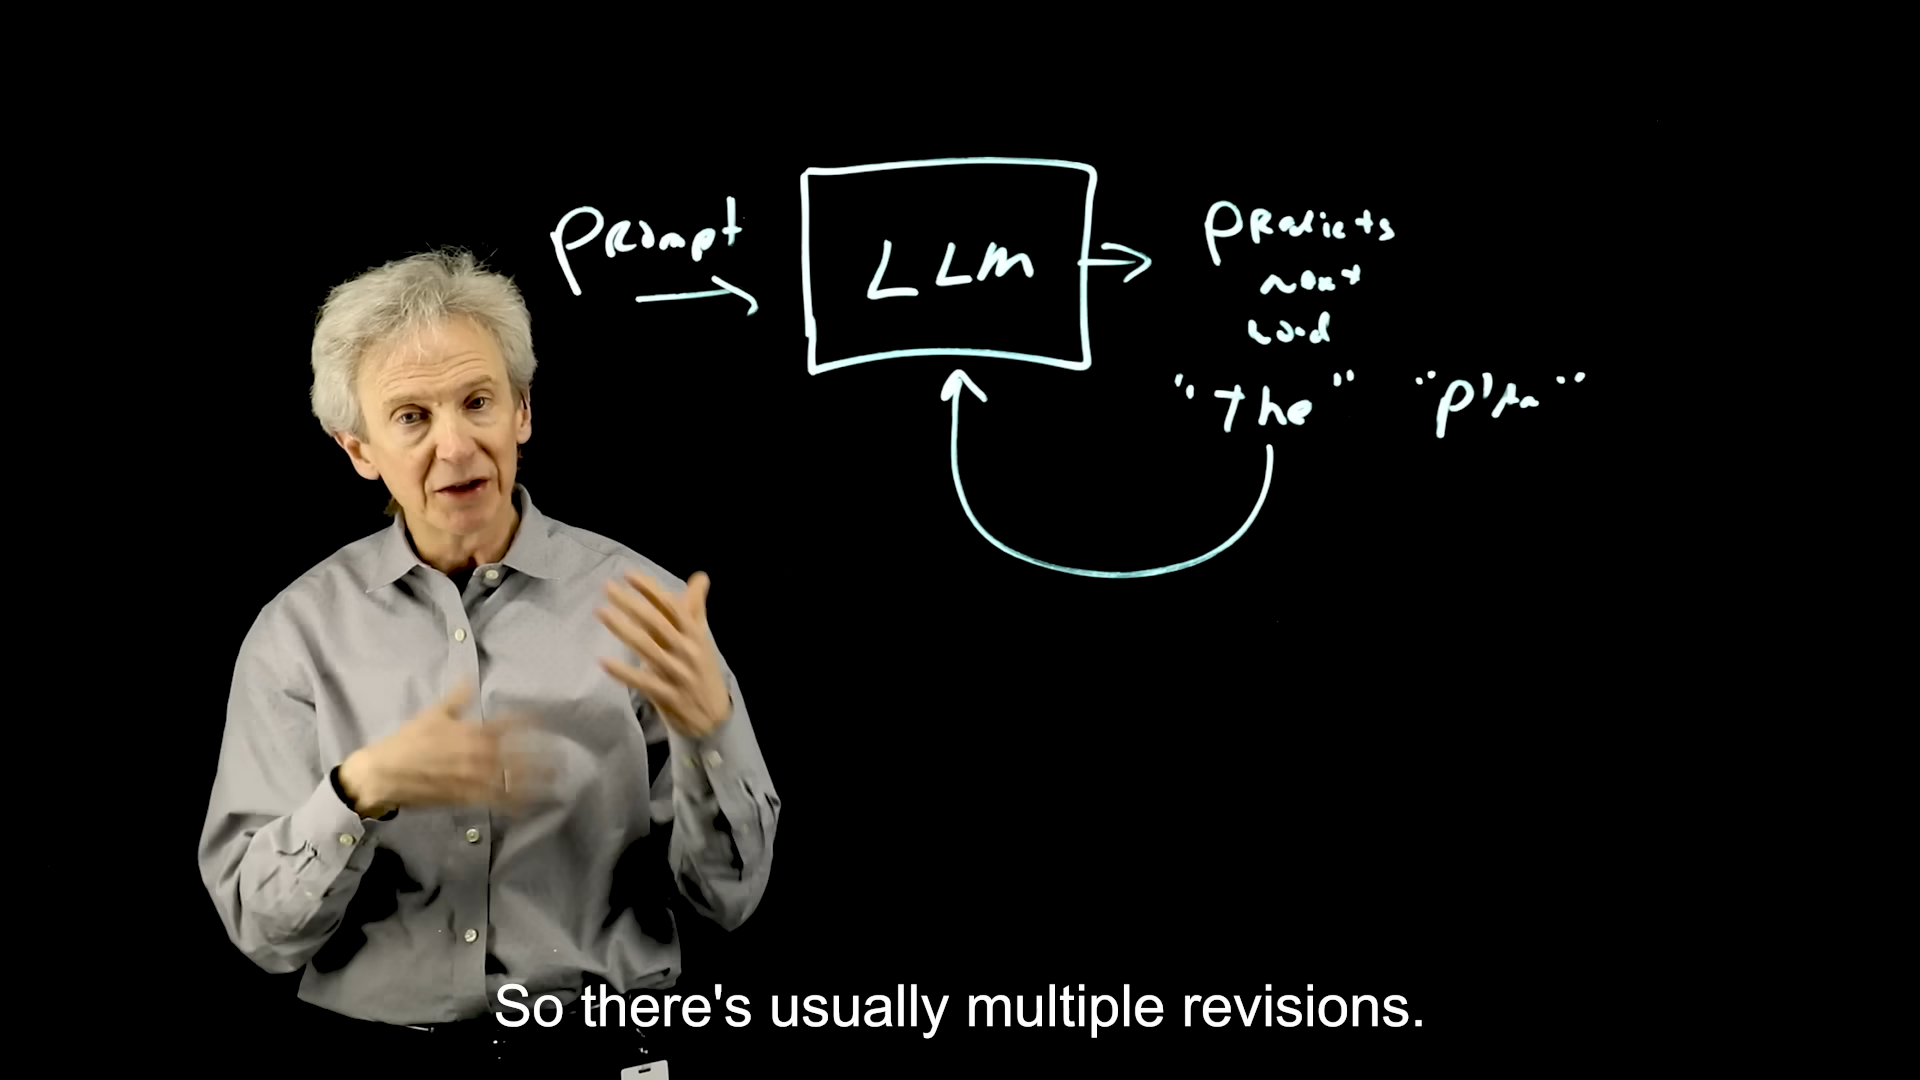 Prompt
LLM
Predicts
next
word
"the"
So there's usually multiple revisions.